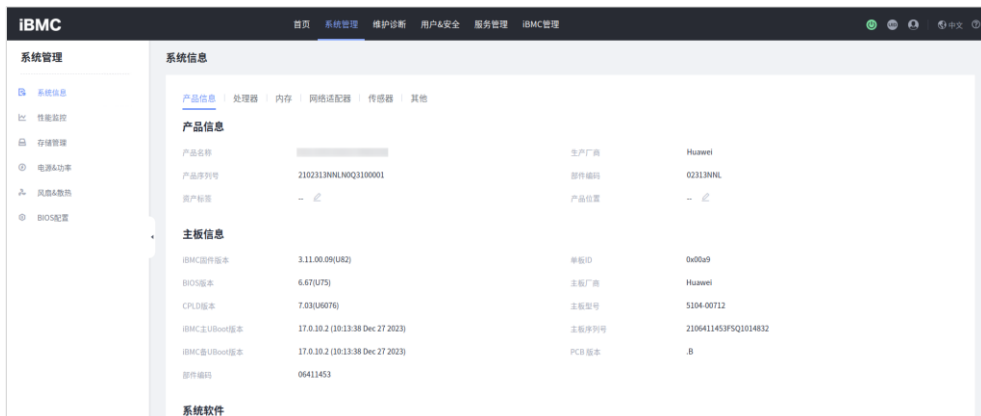 iBMC 首页 系统管理 维护诊断 用户&安全 服务管理 iBMC管理 中文
系统管理
系统信息
性能监控
存储管理
电源&功率
风扇&散热
BIOS配置
系统信息
产品信息 处理器 内存 网络适配器 传感器 其他
产品信息
产品名称 生产厂商 Huawei
产品序列号 2102313NNLN0Q3100001 部件编码 02313NNL
资产标签 -- 产品位置 --
主板信息
iBMC固件版本 3.11.00.09(U82) 单板ID 0x00a9
BIOS版本 6.67(U75) 主板厂商 Huawei
CPLD版本 7.03(U6076) 主板型号 5104-00712
iBMC主UBoot版本 17.0.10.2 (10:13:38 Dec 27 2023) 主板序列号 2106411453FSQ1014832
iBMC备UBoot版本 17.0.10.2 (10:13:38 Dec 27 2023) PCB 版本 .B
部件编码 06411453
系统软件